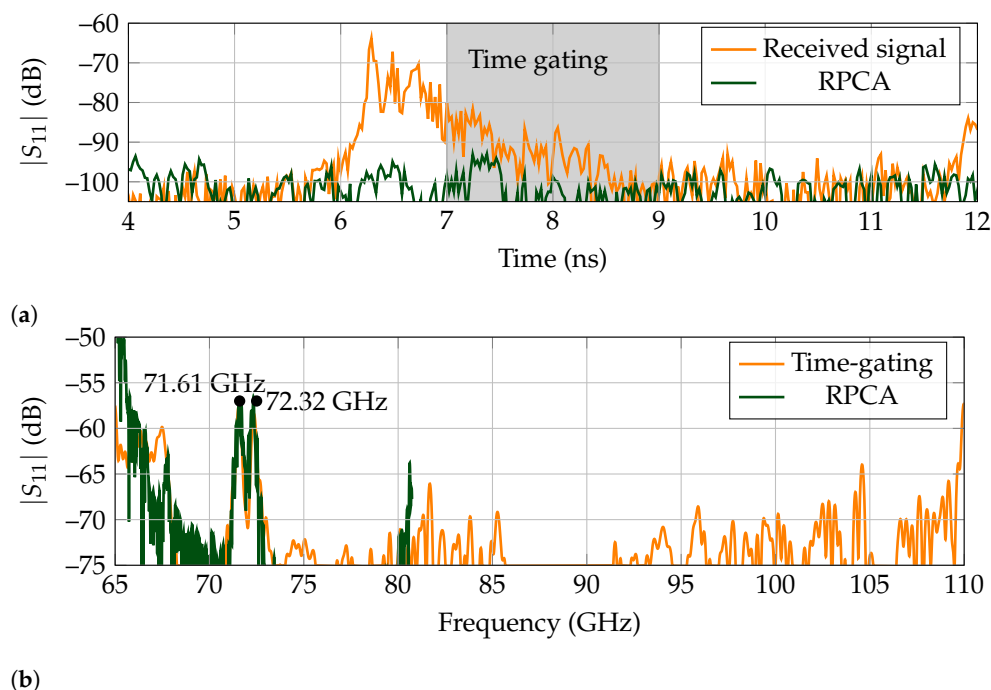 −60
−70
−80
−90
−100
|S₁₁| (dB)
Time gating
Received signal
RPCA
4 5 6 7 8 9 10 11 12
Time (ns)
(a)
−50
−55
−60
−65
−70
−75
|S₁₁| (dB)
71.61 GHz
72.32 GHz
Time-gating
RPCA
65 70 75 80 85 90 95 100 105 110
Frequency (GHz)
(b)